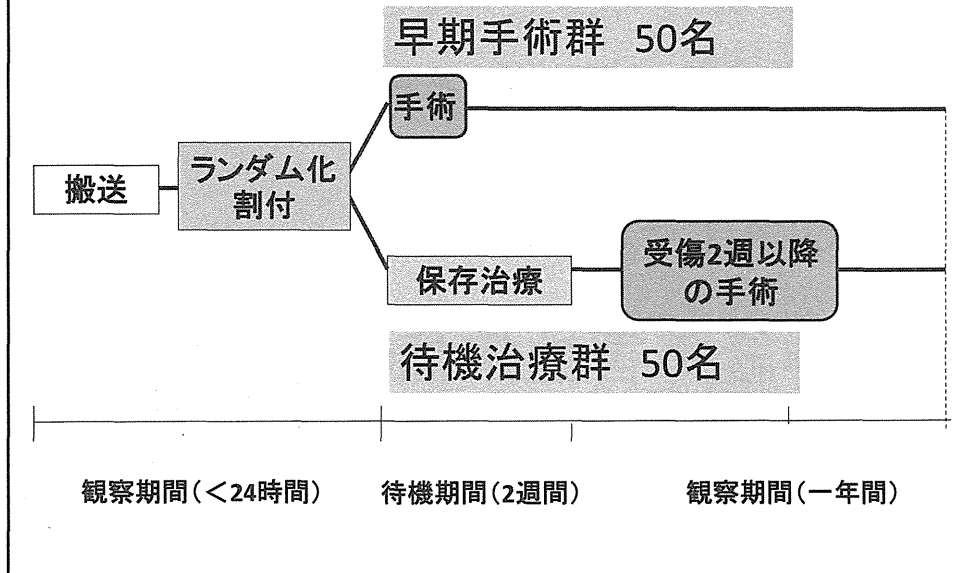 早期手術群 50名
手術
搬送
ランダム化
割付
保存治療
受傷2週以降
の手術
待機治療群 50名
観察期間(<24時間)
待機期間(2週間)
観察期間(一年間)